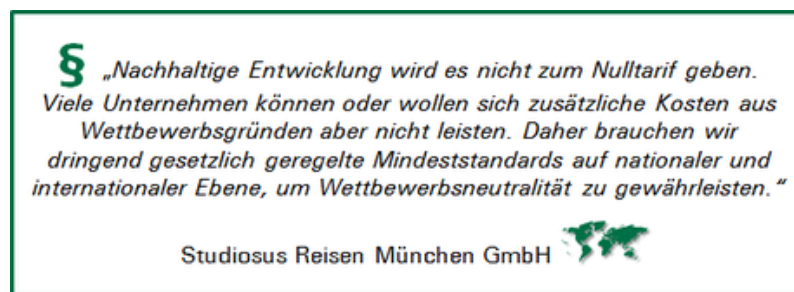 § „Nachhaltige Entwicklung wird es nicht zum Nulltarif geben.
Viele Unternehmen können oder wollen sich zusätzliche Kosten aus
Wettbewerbsgründen aber nicht leisten. Daher brauchen wir
dringend gesetzlich geregelte Mindeststandards auf nationaler und
internationaler Ebene, um Wettbewerbsneutralität zu gewährleisten.“
Studiosus Reisen München GmbH